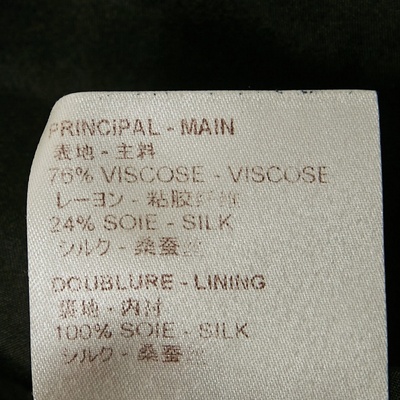 PRINCIPAL - MAIN
表地 - 主料
76% VISCOSE - VISCOSE
レーヨン - 粘胶纤维
24% SOIE - SILK
シルク - 桑蚕丝
DOUBLURE - LINING
裏地 - 内付
100% SOIE - SILK
シルク - 桑蚕丝